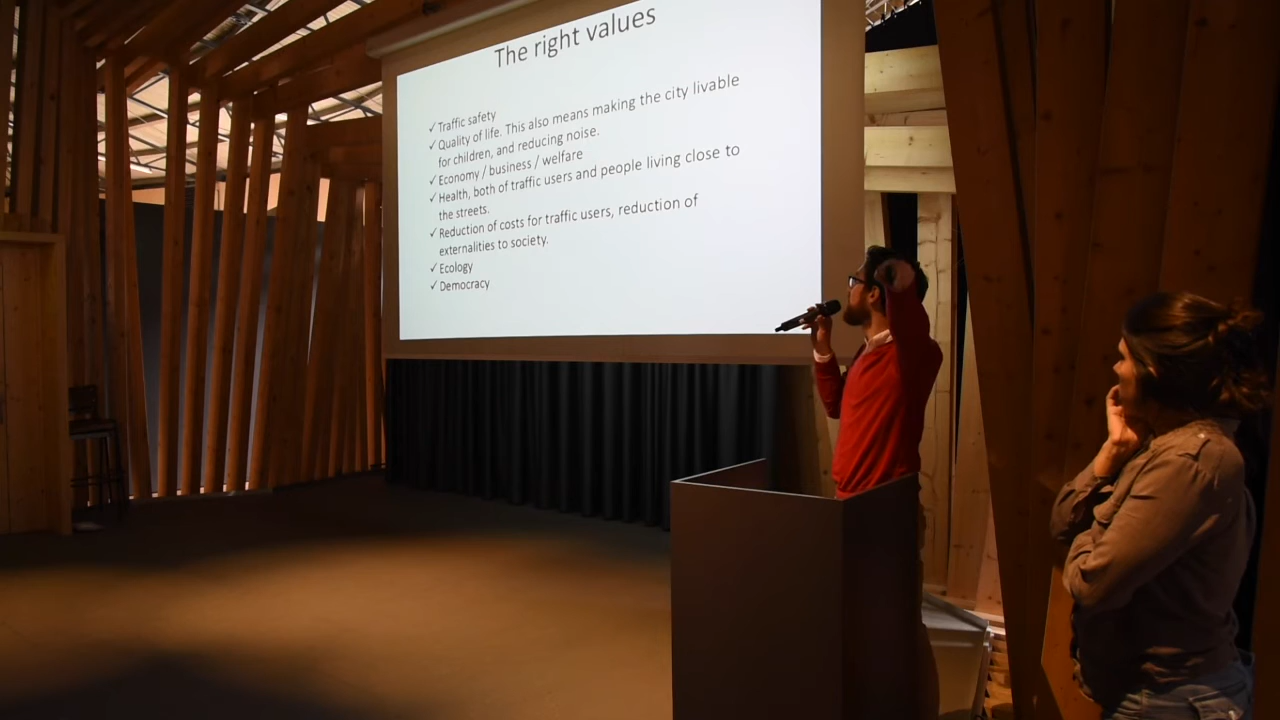 The right values
✓ Traffic safety
✓ Quality of life. This also means making the city livable
for children, and reducing noise.
✓ Economy / business / welfare
✓ Health, both of traffic users and people living close to
the streets.
✓ Reduction of costs for traffic users, reduction of
externalities to society.
✓ Ecology
✓ Democracy